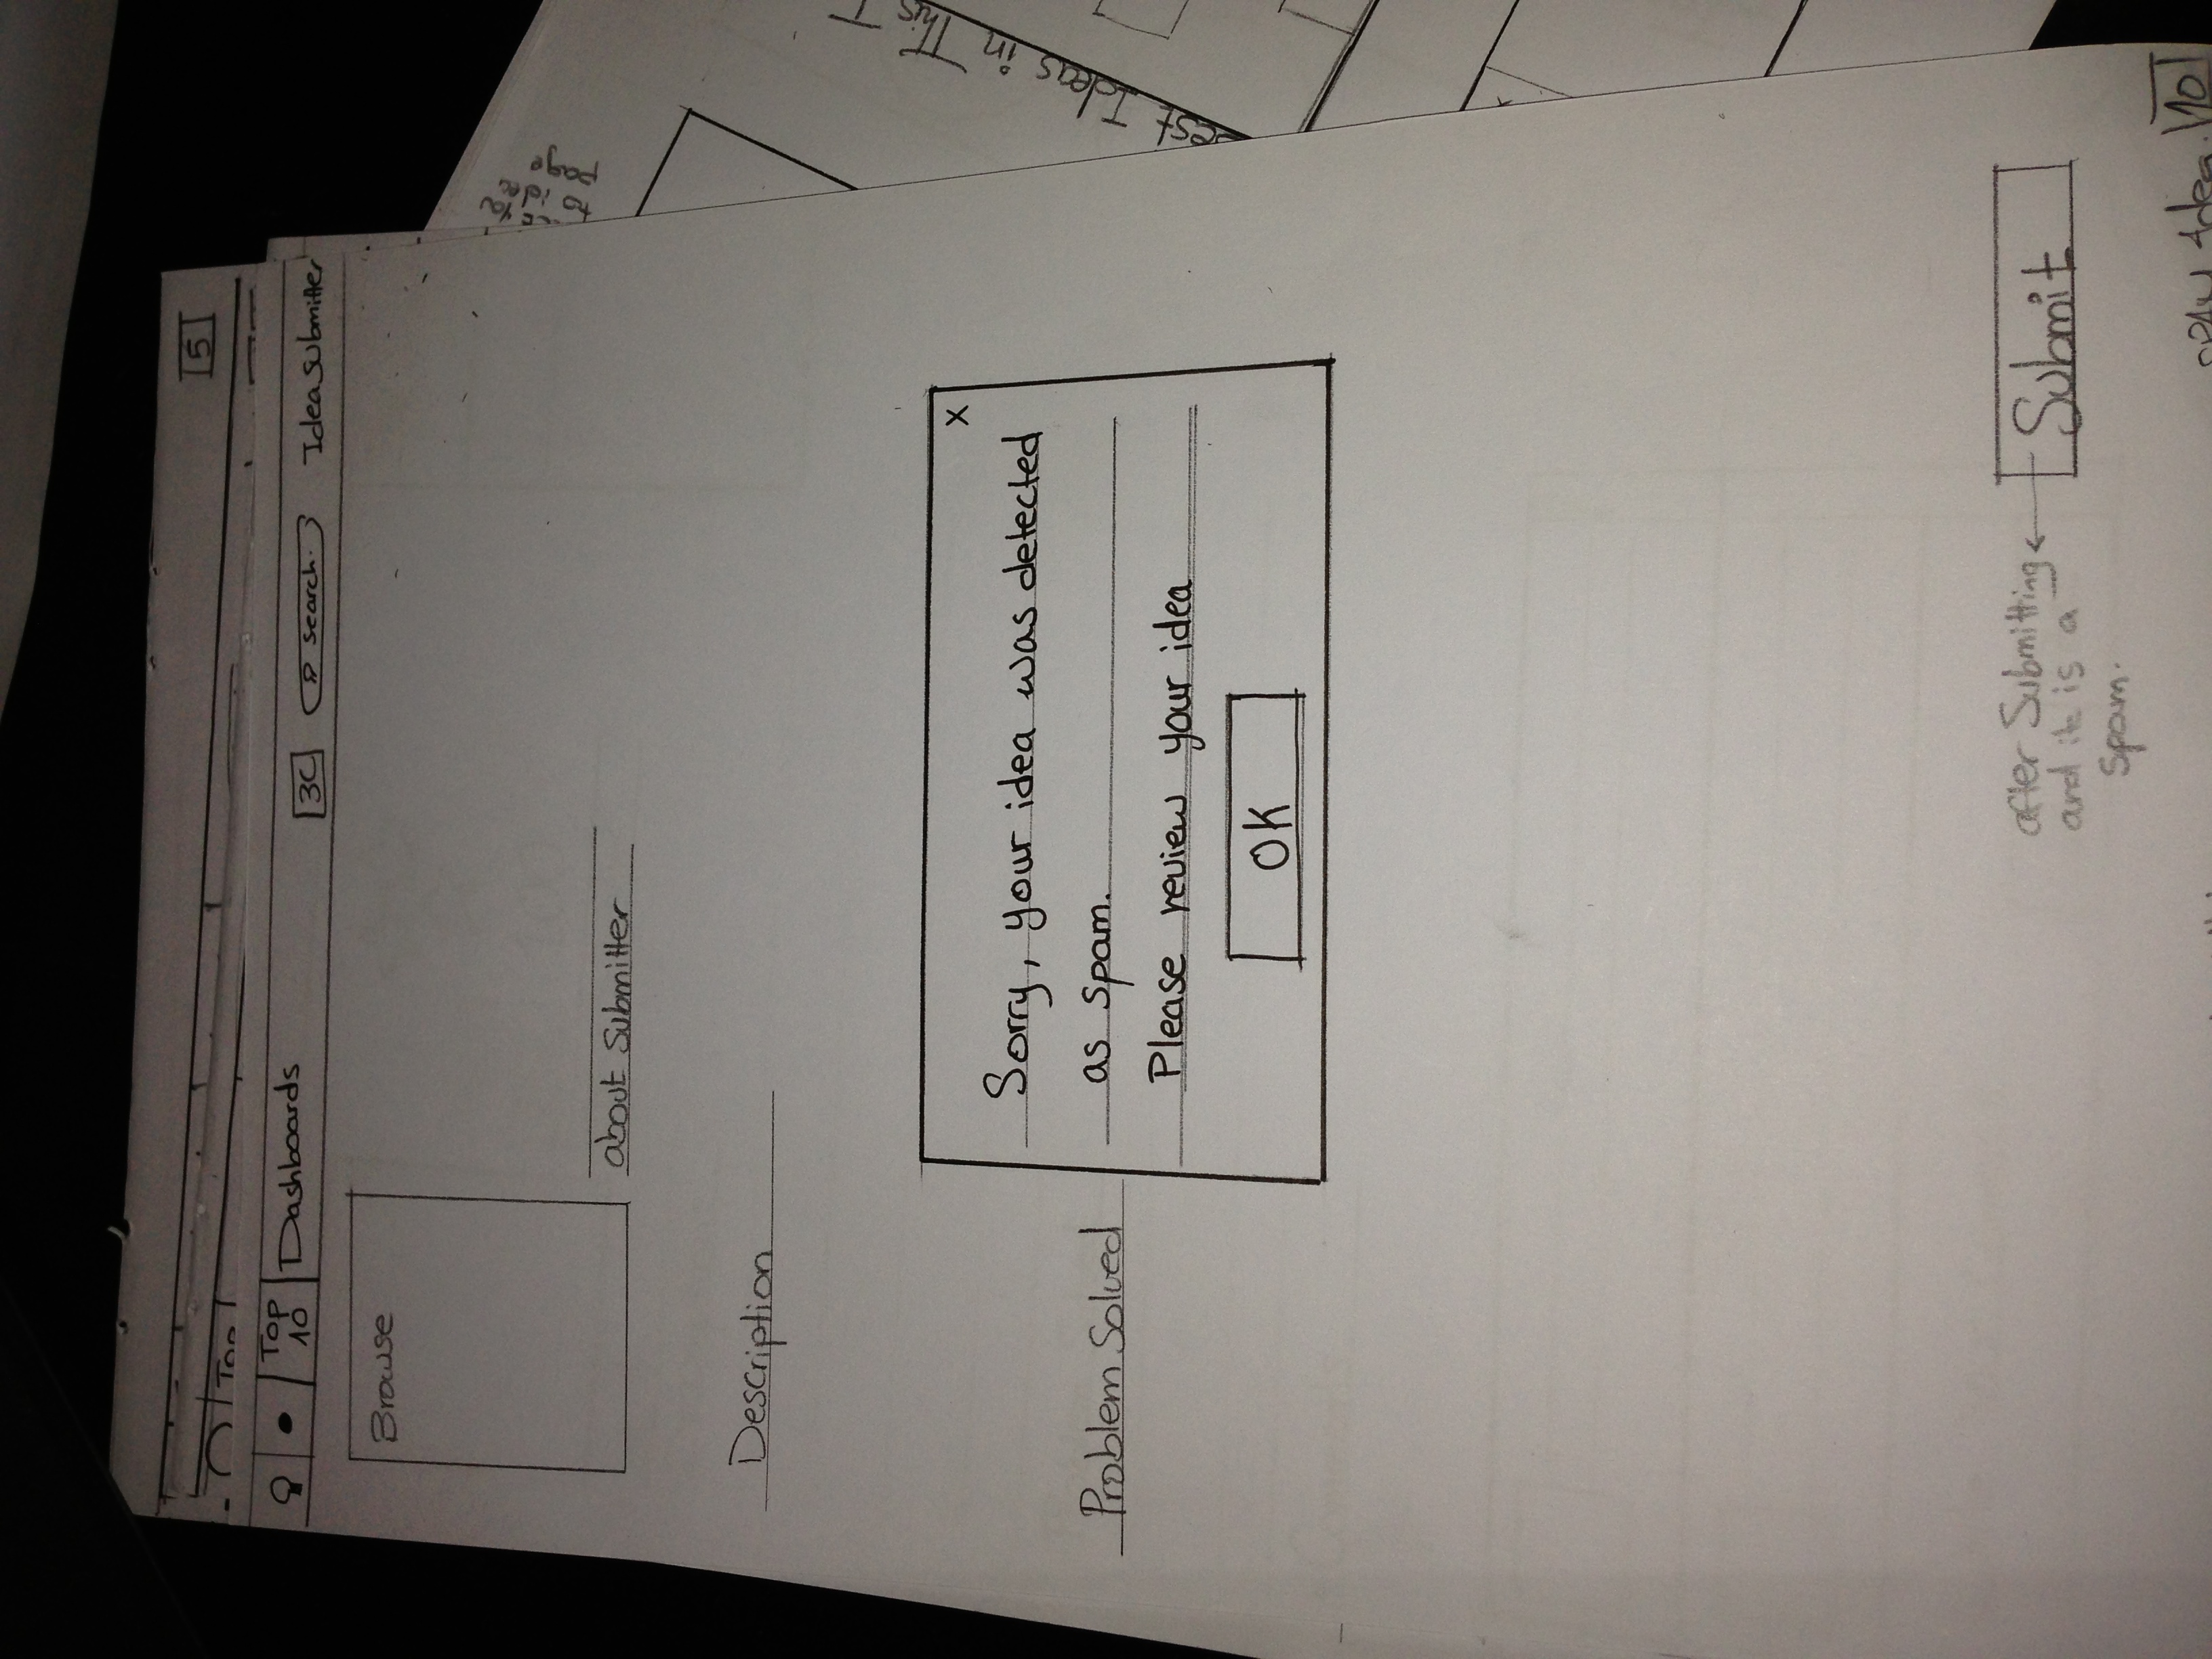 5
Top
Top
10
Dashboards
3C
Search.
Idea Submitter
Browse
about Submitter
Description
Problem Solved
x
Sorry, your idea was detected
as spam.
Please review your idea
OK
Submit
after Submitting
and it is a
Spam.
SPAM Idea
10
You
to idea
page
Ideas in This